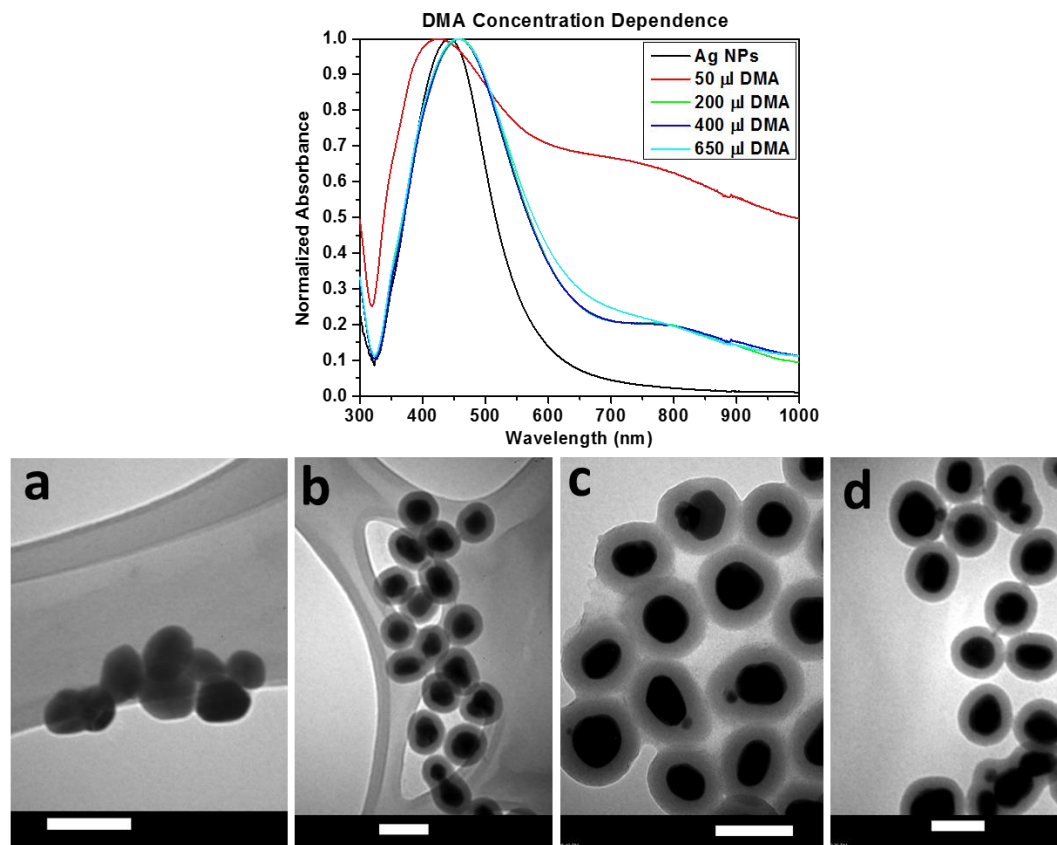 DMA Concentration Dependence
1.0
0.9
0.8
0.7
0.6
0.5
0.4
0.3
0.2
0.1
0.0
Normalized Absorbance
Ag NPs
50 µl DMA
200 µl DMA
400 µl DMA
650 µl DMA
300 400 500 600 700 800 900 1000
Wavelength (nm)
a b c d